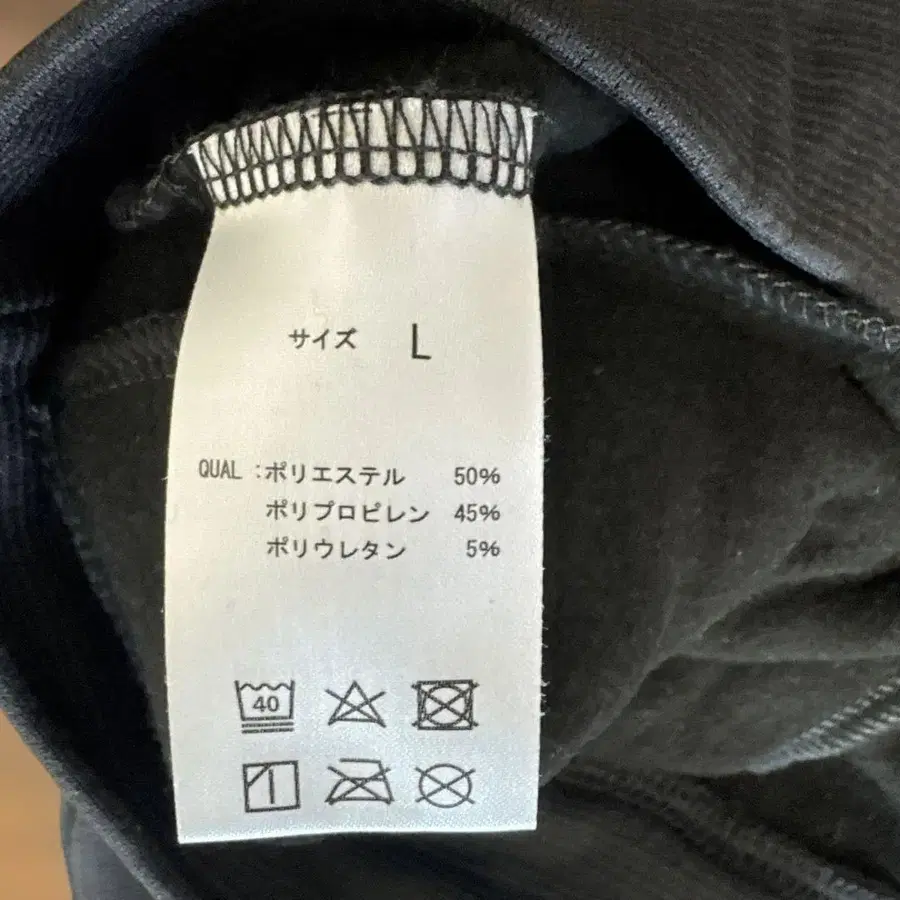 サイズ L
QUAL :ポリエステル 50%
ポリプロピレン 45%
ポリウレタン 5%
40